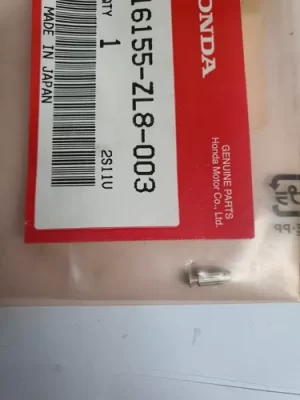 HONDA
GENUINE PARTS
Honda Motor Co., Ltd.
16155-ZL8-003
QTY 1
2S11U
MADE IN JAPAN